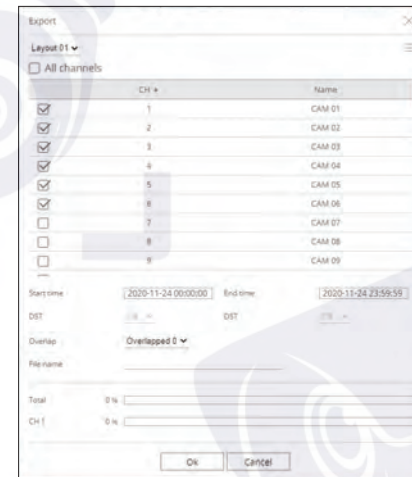 Export
Layout 01
All channels
CH Name
1 CAM 01
2 CAM 02
3 CAM 03
4 CAM 04
5 CAM 05
6 CAM 06
7 CAM 07
8 CAM 08
9 CAM 09
Start time 2020-11-24 00:00:00 End time 2020-11-24 23:59:59
DST DST
Overlap Overlapped 0
File name
Total 0 %
CH 1 0 %
Ok Cancel